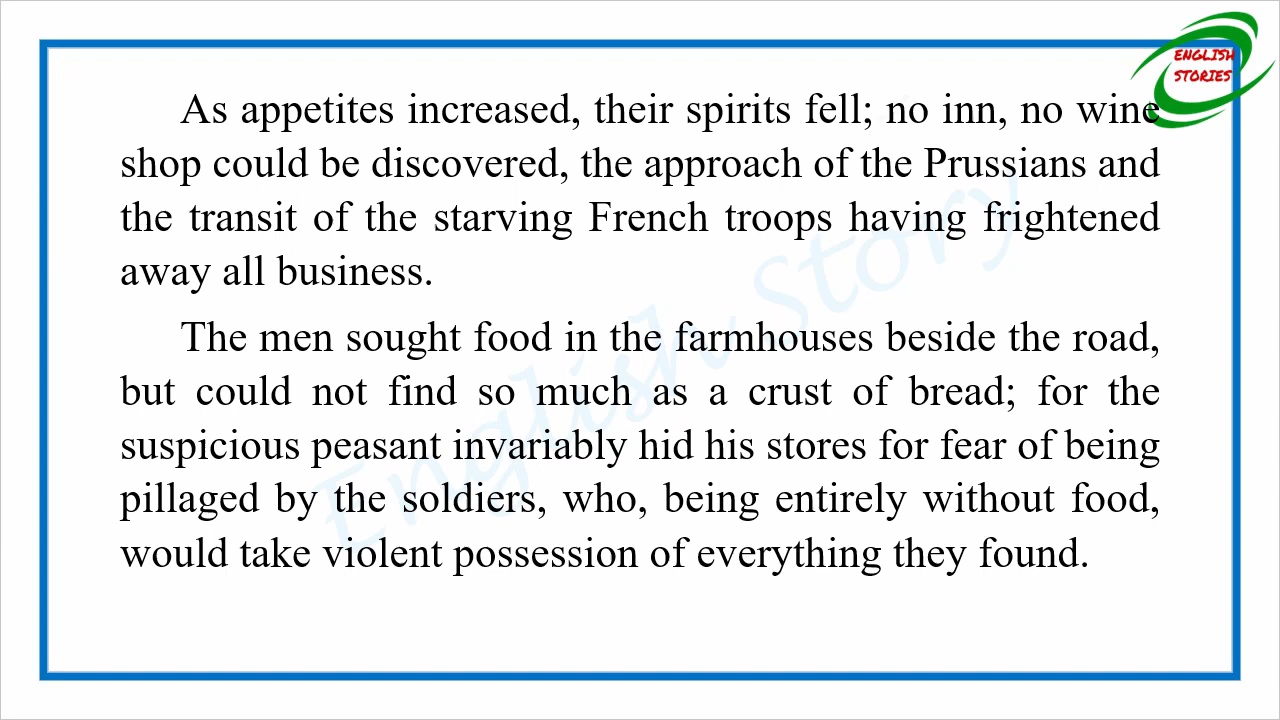 ENGLISH
STORIES
As appetites increased, their spirits fell; no inn, no wine
shop could be discovered, the approach of the Prussians and
the transit of the starving French troops having frightened
away all business.
The men sought food in the farmhouses beside the road,
but could not find so much as a crust of bread; for the
suspicious peasant invariably hid his stores for fear of being
pillaged by the soldiers, who, being entirely without food,
would take violent possession of everything they found.
English Story